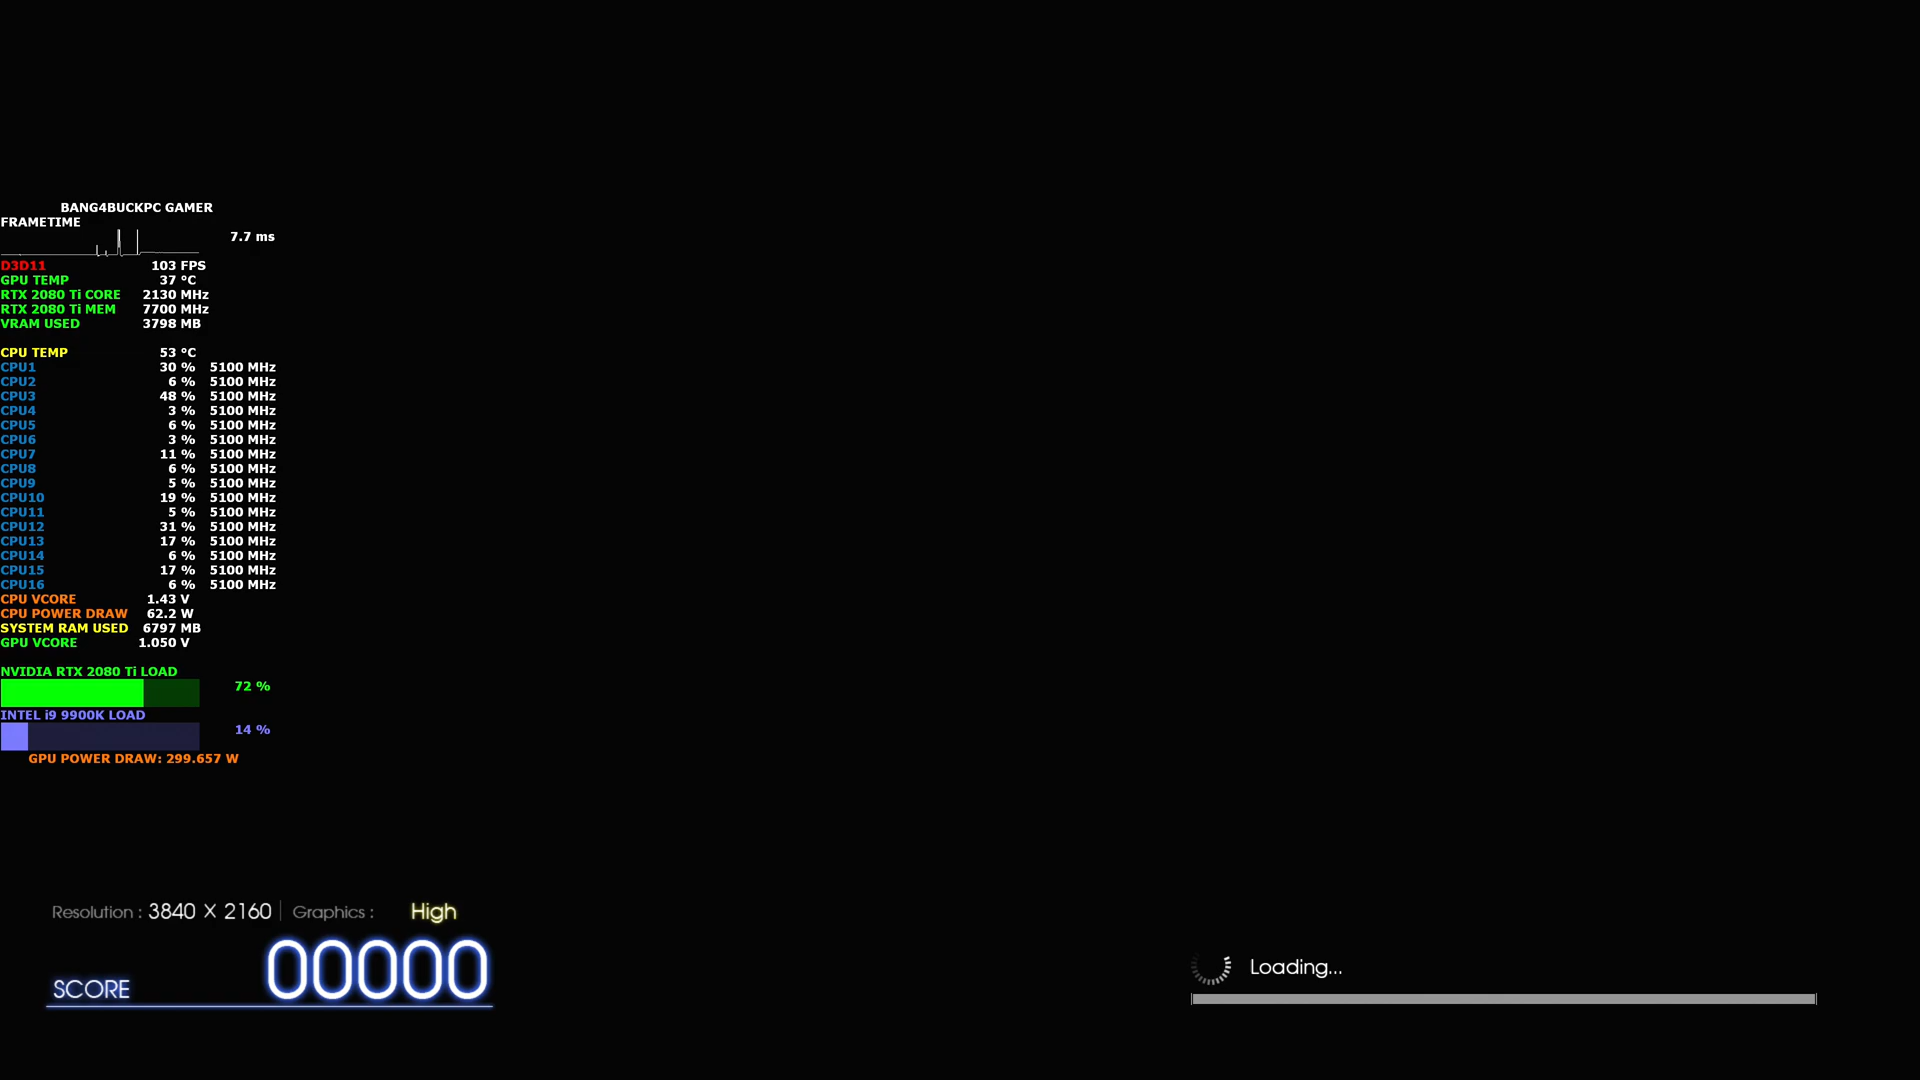 BANG4BUCKPC GAMER
FRAMETIME
7.7 ms
D3D11 103 FPS
GPU TEMP 37 °C
RTX 2080 Ti CORE 2130 MHz
RTX 2080 Ti MEM 7700 MHz
VRAM USED 3798 MB
CPU TEMP 53 °C
CPU1 30 % 5100 MHz
CPU2 6 % 5100 MHz
CPU3 48 % 5100 MHz
CPU4 3 % 5100 MHz
CPU5 6 % 5100 MHz
CPU6 3 % 5100 MHz
CPU7 11 % 5100 MHz
CPU8 6 % 5100 MHz
CPU9 5 % 5100 MHz
CPU10 19 % 5100 MHz
CPU11 5 % 5100 MHz
CPU12 31 % 5100 MHz
CPU13 17 % 5100 MHz
CPU14 6 % 5100 MHz
CPU15 17 % 5100 MHz
CPU16 6 % 5100 MHz
CPU VCORE 1.43 V
CPU POWER DRAW 62.2 W
SYSTEM RAM USED 6797 MB
GPU VCORE 1.050 V
NVIDIA RTX 2080 Ti LOAD
72 %
INTEL i9 9900K LOAD
14 %
GPU POWER DRAW: 299.657 W
Resolution : 3840 X 2160 Graphics : High
SCORE 00000
Loading...